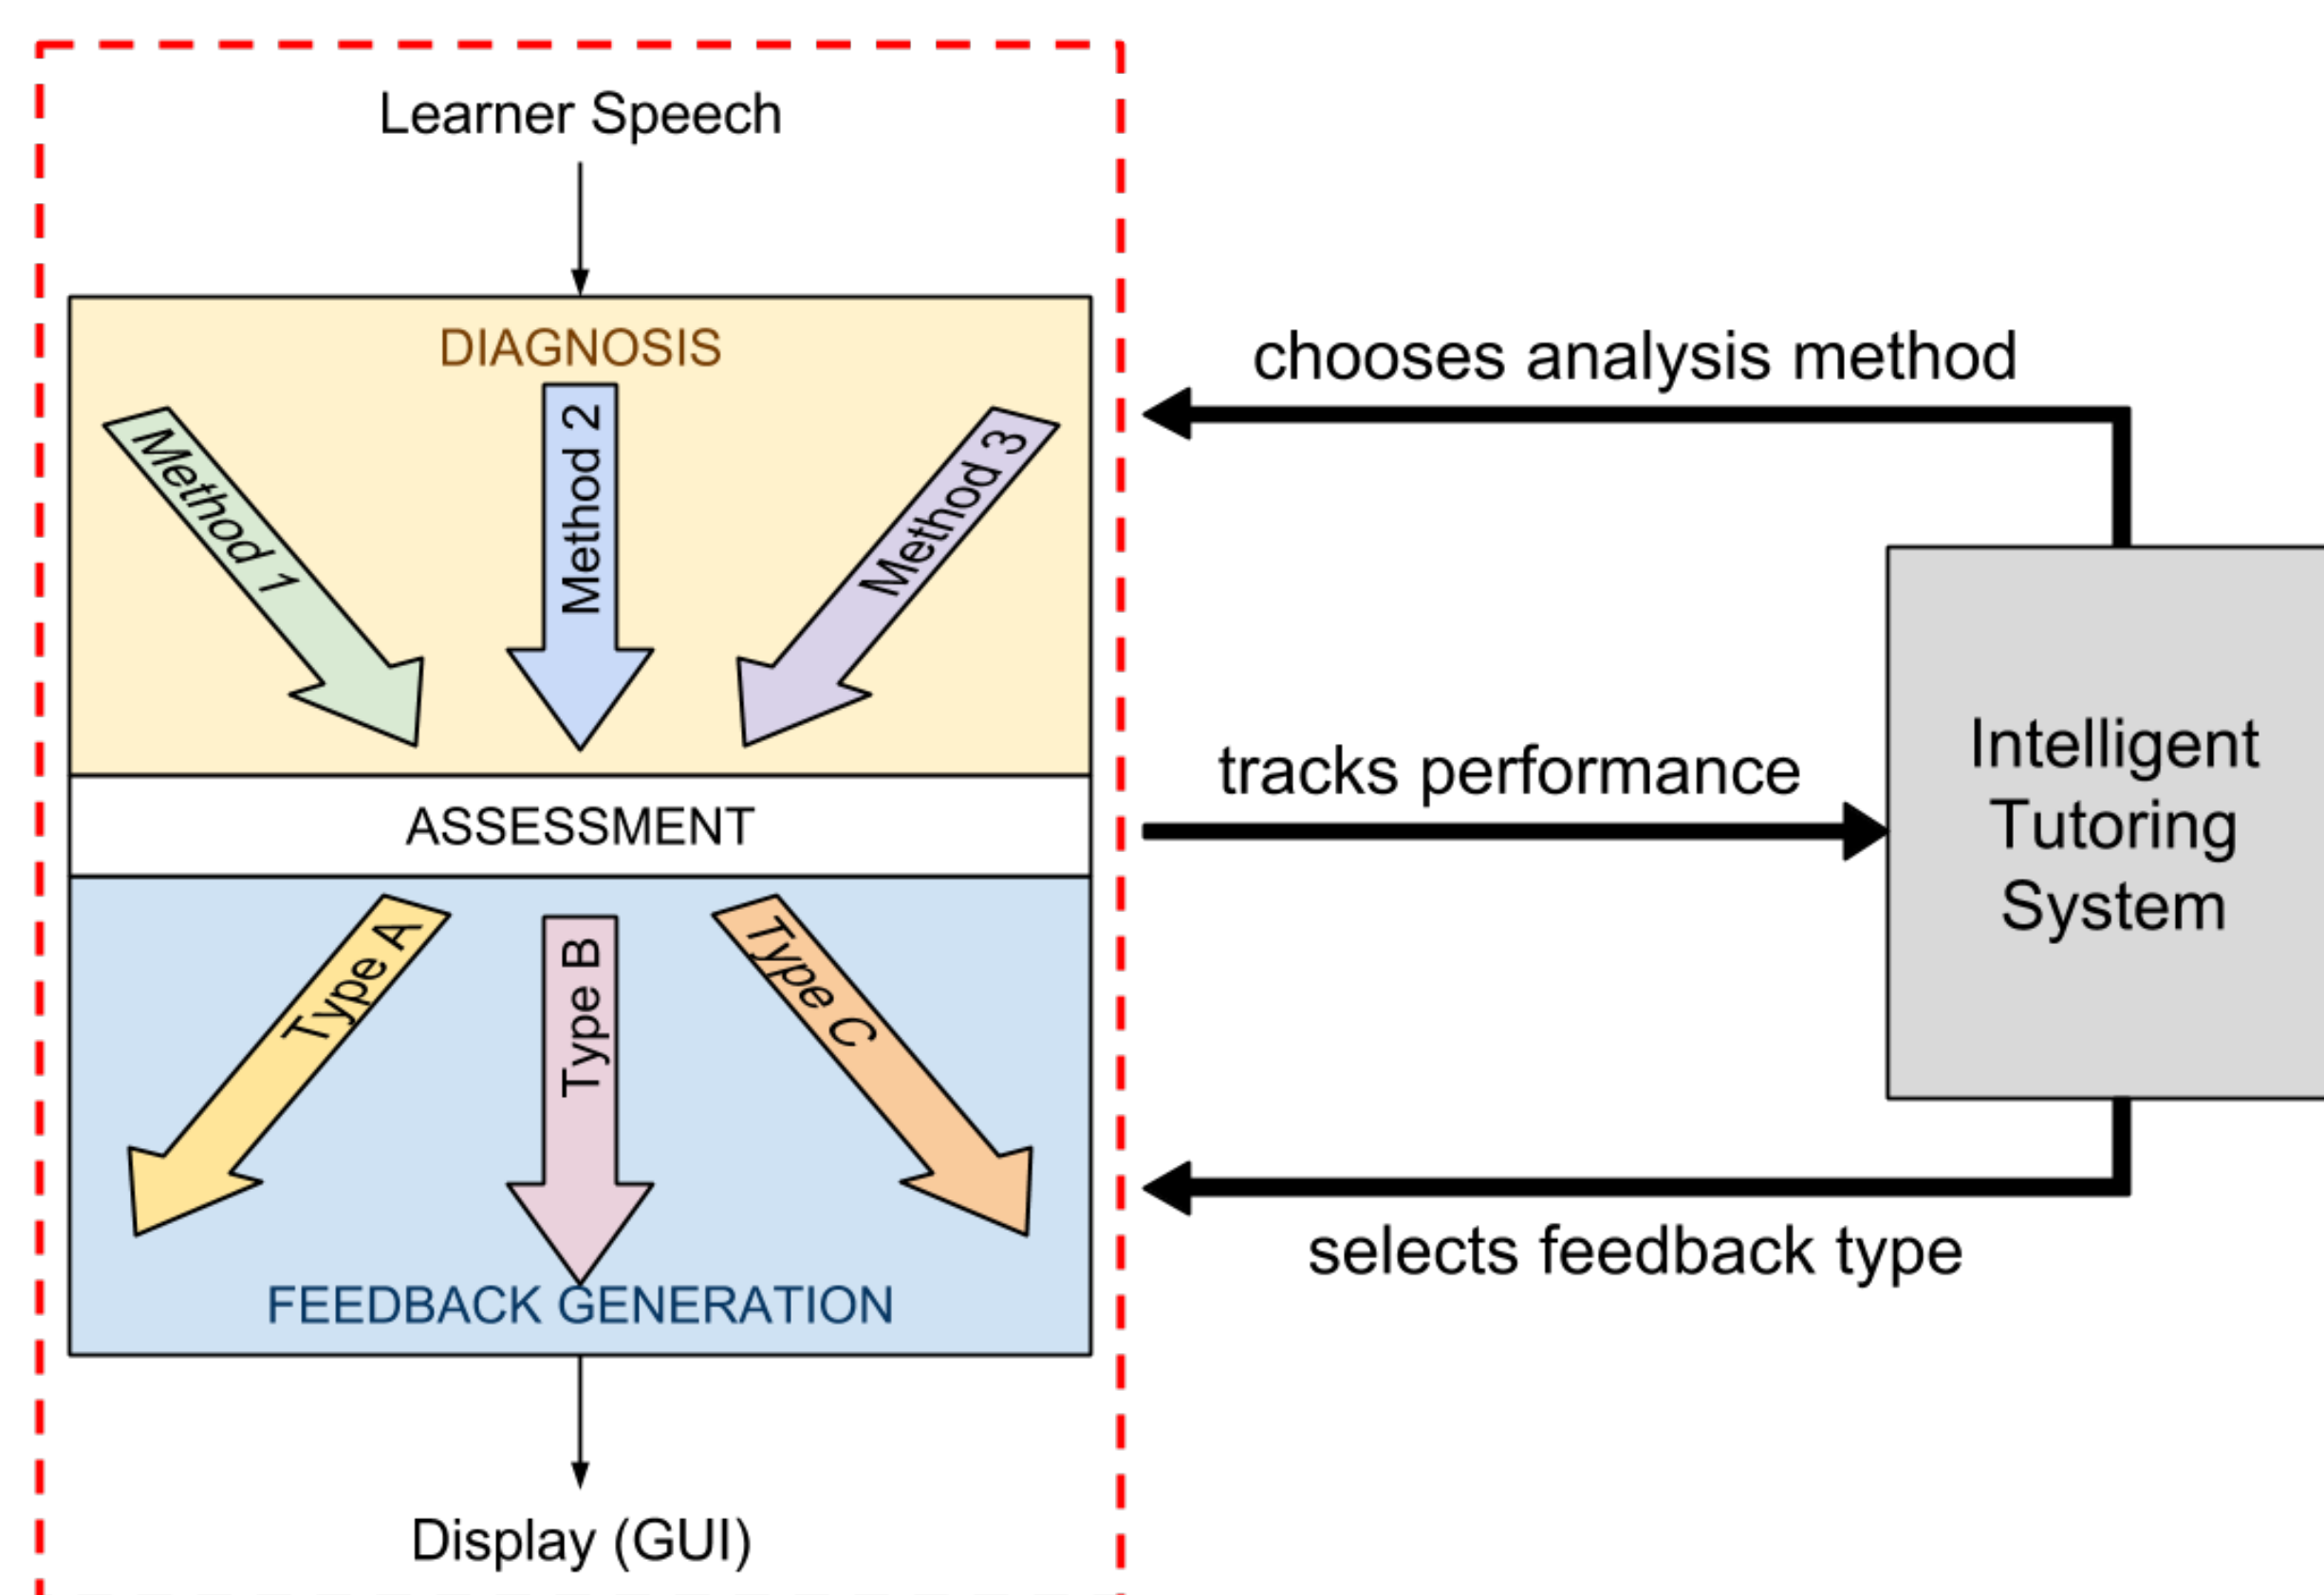 Learner Speech
DIAGNOSIS
Method 1
Method 2
Method 3
ASSESSMENT
Type A
Type B
Type C
FEEDBACK GENERATION
Display (GUI)
chooses analysis method
tracks performance
selects feedback type
Intelligent
Tutoring
System